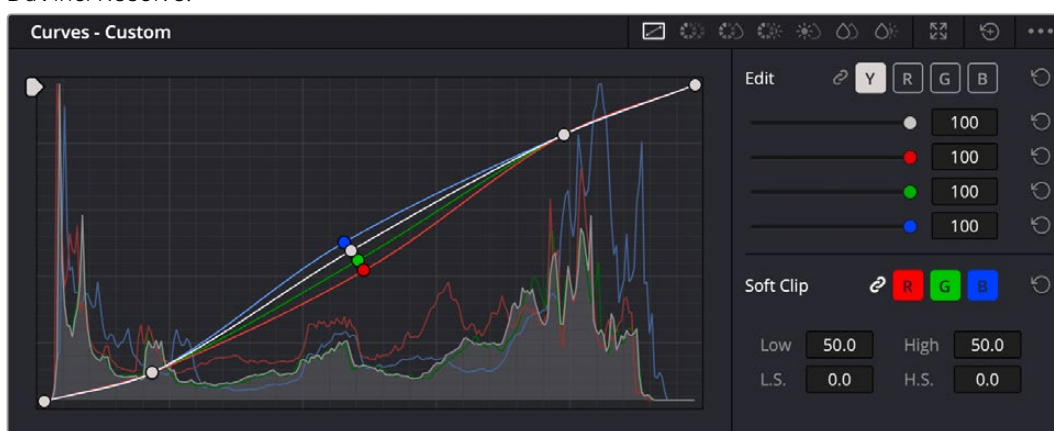 Curves - Custom
Edit Y R G B
100
100
100
100
Soft Clip R G B
Low 50.0 High 50.0
L.S. 0.0 H.S. 0.0